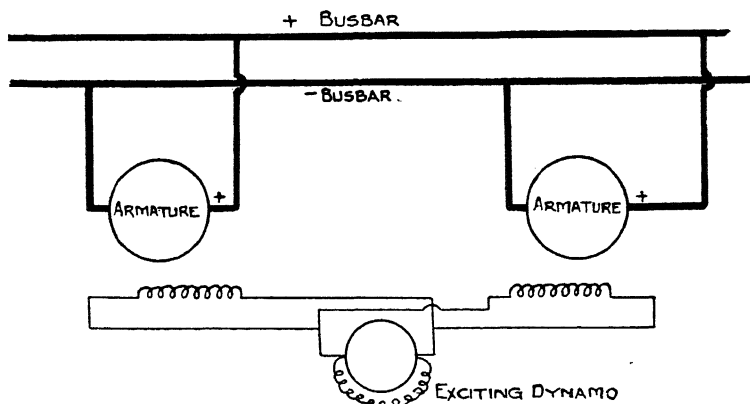 + BUSBAR
- BUSBAR.
ARMATURE +
ARMATURE +
EXCITING DYNAMO